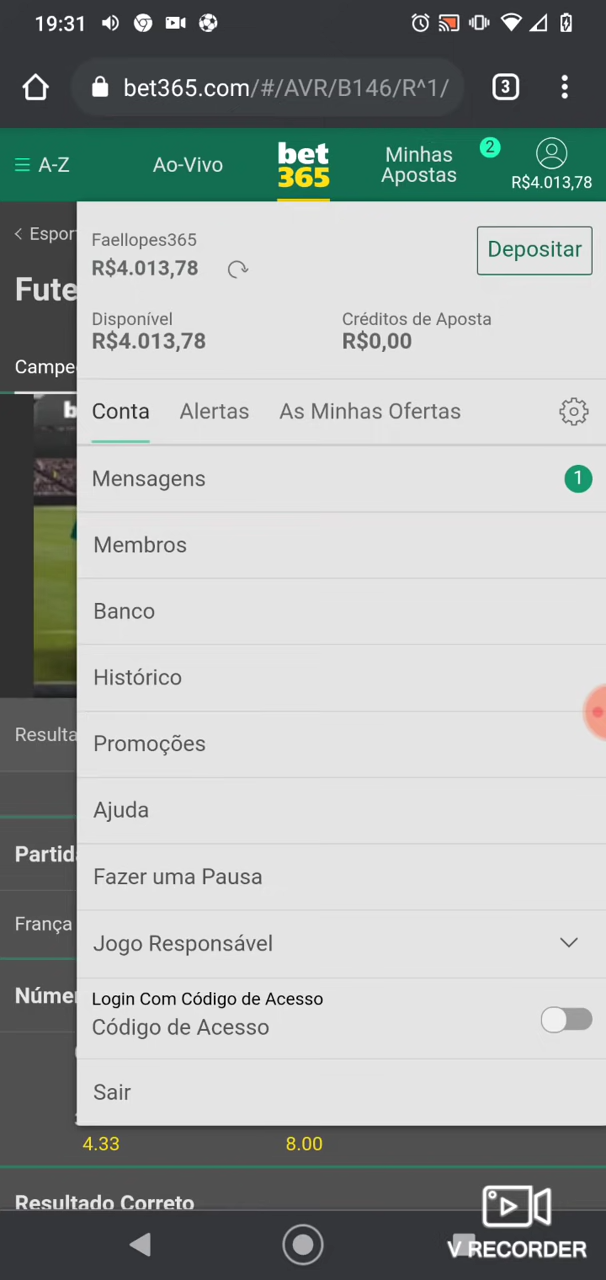 19:31
bet365.com/#/AVR/B146/R^1/
3
A-Z
Ao-Vivo
bet
365
Minhas
Apostas
2
R$4.013,78
Espor
Faellopes365
R$4.013,78
Depositar
Fute
Disponível
R$4.013,78
Créditos de Aposta
R$0,00
Campe
Conta
Alertas
As Minhas Ofertas
Mensagens
1
Membros
Banco
Histórico
Resulta
Promoções
Ajuda
Partida
Fazer uma Pausa
França
Jogo Responsável
Núme
Login Com Código de Acesso
Código de Acesso
Sair
4.33
8.00
Resultado Correto
V RECORDER